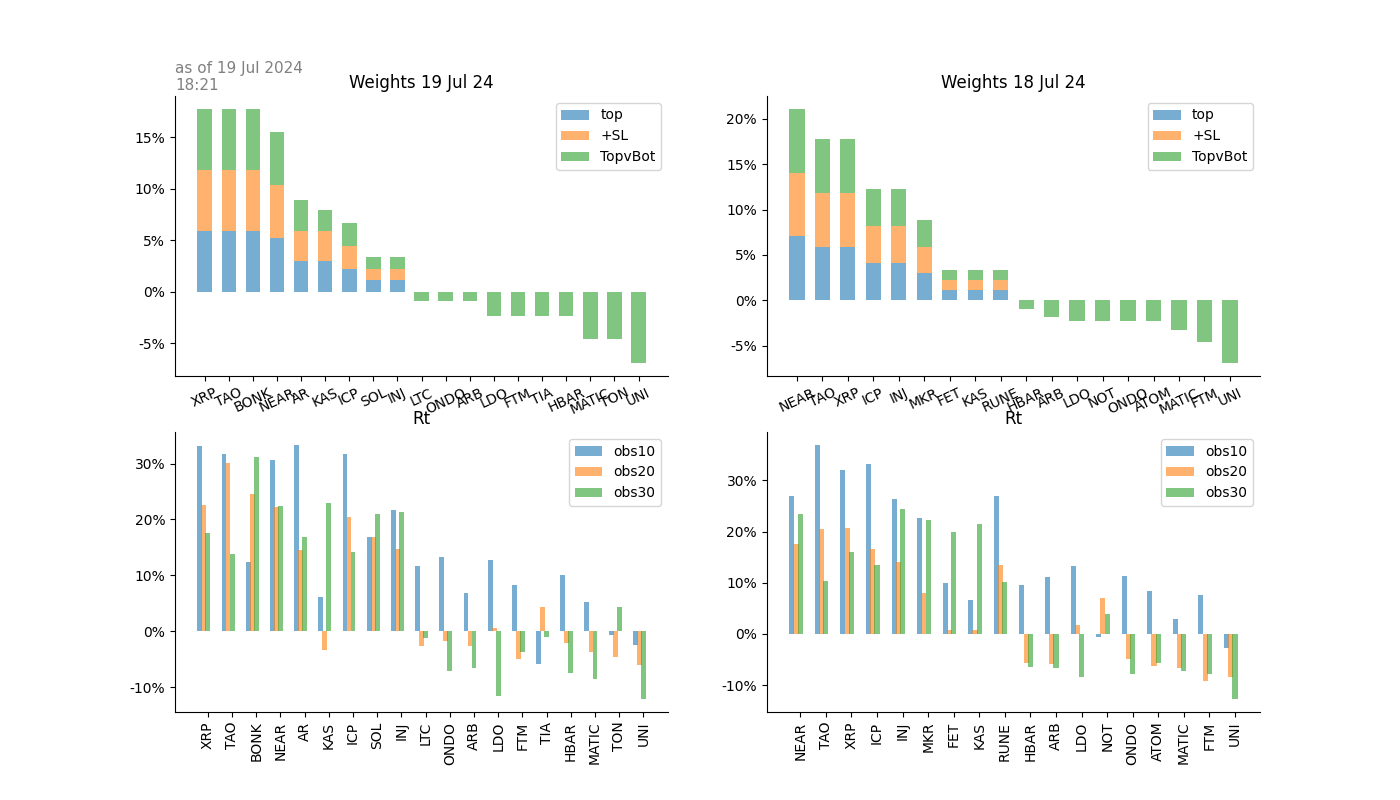 as of 19 Jul 2024
18:21
Weights 19 Jul 24
15%
10%
5%
0%
-5%
top
+SL
TopvBot
XRP TAO BONK NEAR AR KAS ICP SOL INJ LTC ONDO ARB LDO FTM TIA HBAR MATIC TON UNI
Weights 18 Jul 24
20%
15%
10%
5%
0%
-5%
top
+SL
TopvBot
NEAR TAO XRP ICP INJ MKR FET KAS RUNE HBAR ARB LDO NOT ONDO ATOM MATIC FTM UNI
Rt
30%
20%
10%
0%
-10%
obs10
obs20
obs30
XRP TAO BONK NEAR AR KAS ICP SOL INJ LTC ONDO ARB LDO FTM TIA HBAR MATIC TON UNI
Rt
30%
20%
10%
0%
-10%
obs10
obs20
obs30
NEAR TAO XRP ICP INJ MKR FET KAS RUNE HBAR ARB LDO NOT ONDO ATOM MATIC FTM UNI